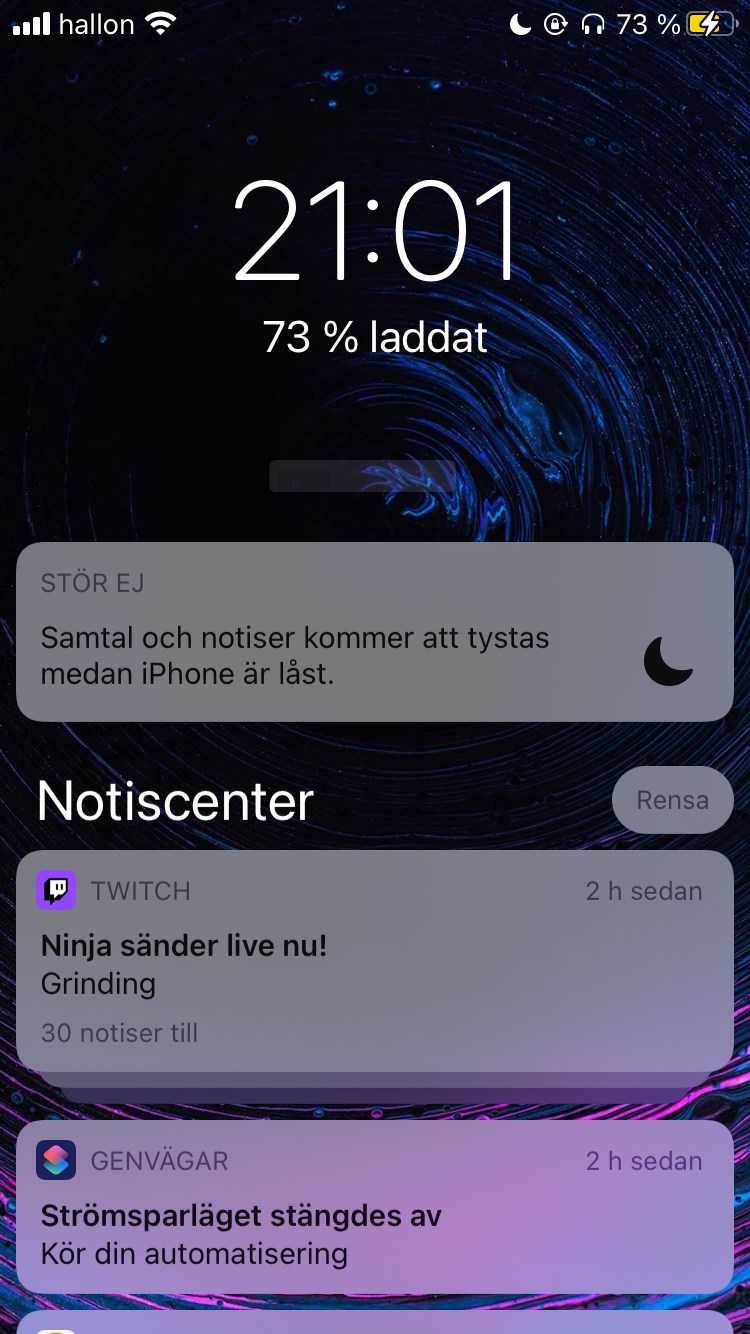 hallon 73 %
21:01
73 % laddat
STÖR EJ
Samtal och notiser kommer att tystas
medan iPhone är låst.
Notiscenter Rensa
TWITCH 2 h sedan
Ninja sänder live nu!
Grinding
30 notiser till
GENVÄGAR 2 h sedan
Strömsparläget stängdes av
Kör din automatisering